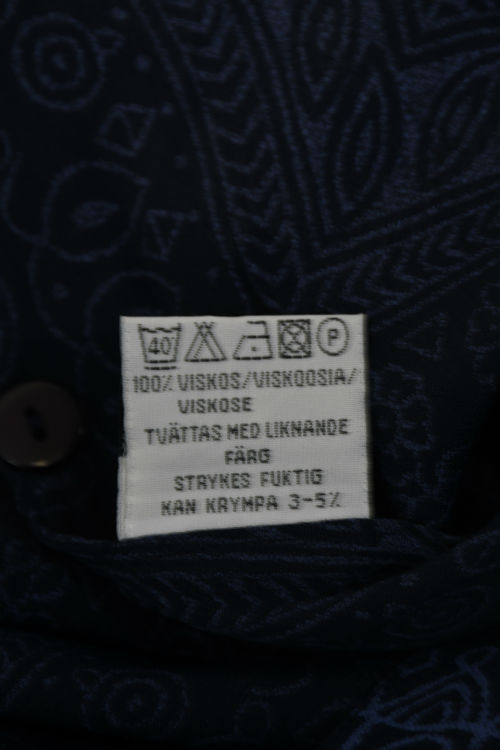 40 P
100% VISKOS/VISKOOSIA/
VISKOSE
TVÄTTAS MED LIKNANDE
FÄRG
STRYKES FUKTIG
KAN KRYMPA 3-5%